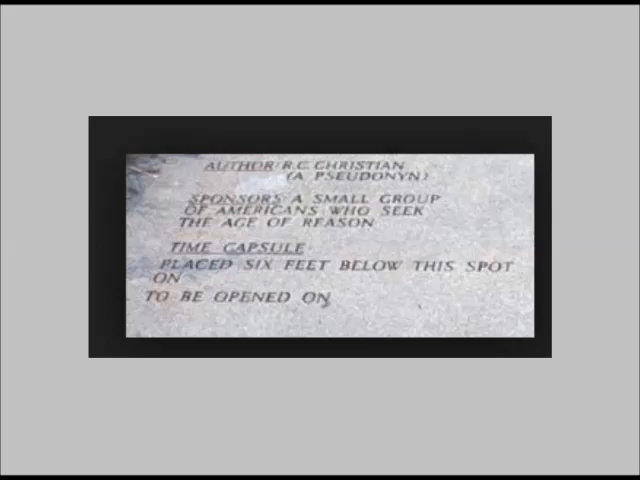 AUTHOR: R.C. CHRISTIAN
(A PSEUDONYN)
SPONSORS: A SMALL GROUP
OF AMERICANS WHO SEEK
THE AGE OF REASON
TIME CAPSULE
PLACED SIX FEET BELOW THIS SPOT
ON
TO BE OPENED ON